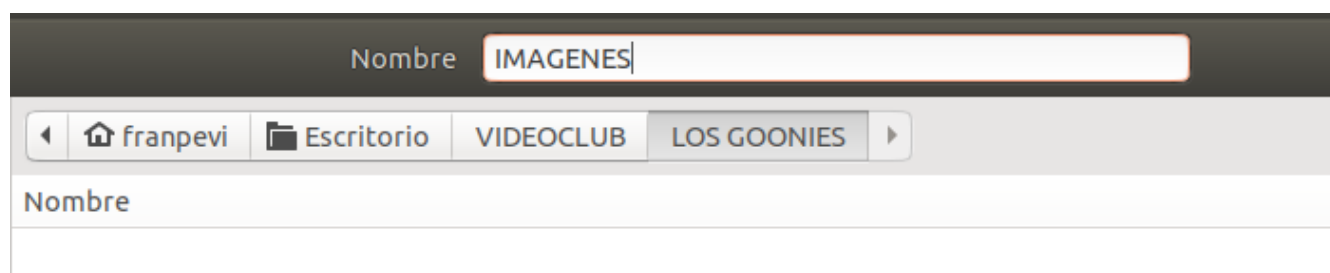 Nombre IMAGENES
franpevi Escritorio VIDEOCLUB LOS GOONIES
Nombre